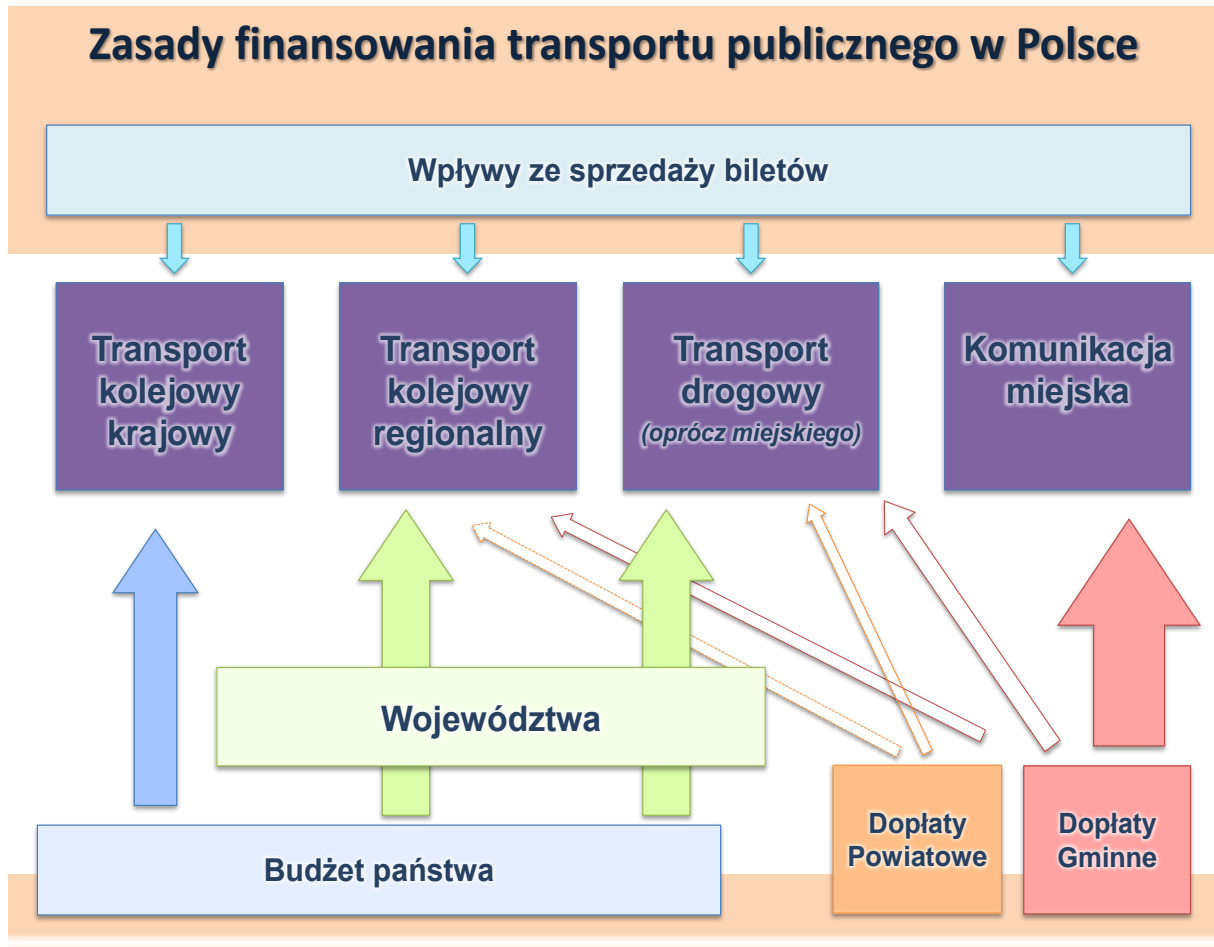 Zasady finansowania transportu publicznego w Polsce
Wpływy ze sprzedaży biletów
Transport
kolejowy
krajowy
Transport
kolejowy
regionalny
Transport
drogowy
(oprócz miejskiego)
Komunikacja
miejska
Województwa
Budżet państwa
Dopłaty
Powiatowe
Dopłaty
Gminne